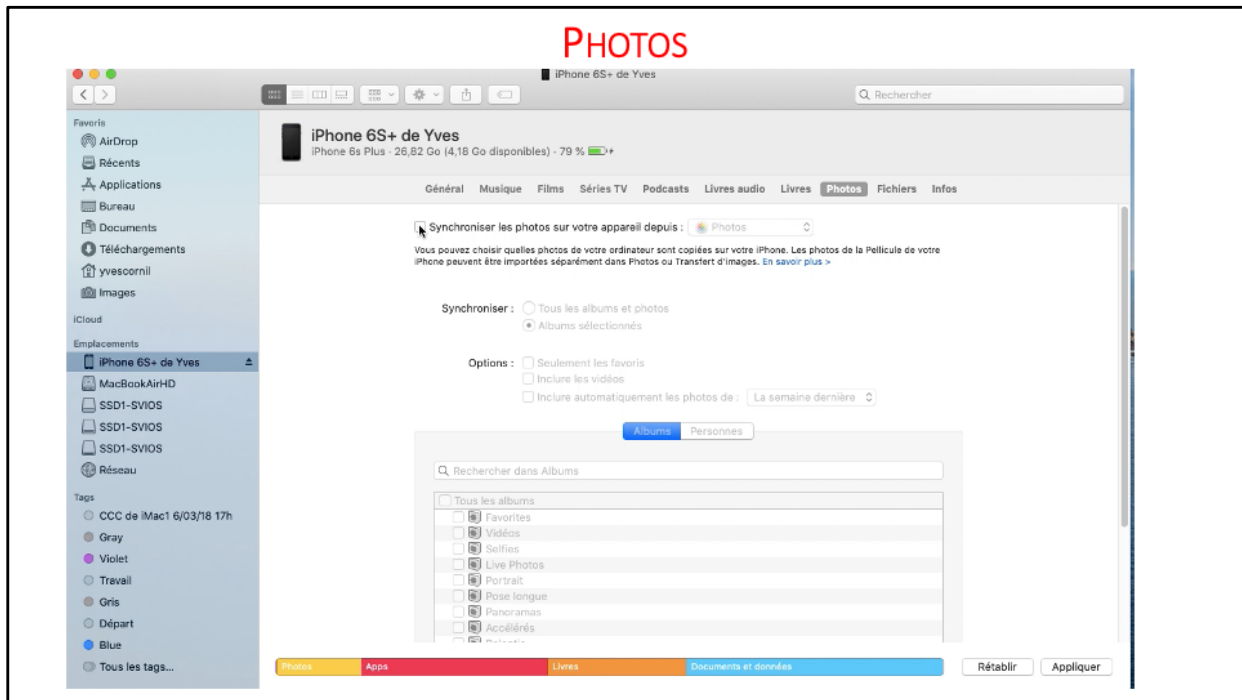 PHOTOS
iPhone 6S+ de Yves
Rechercher
Favoris
AirDrop
Récents
Applications
Bureau
Documents
Téléchargements
yvescornil
Images
iCloud
Emplacements
iPhone 6S+ de Yves
MacBookAirHD
SSD1-SVIOS
SSD1-SVIOS
SSD1-SVIOS
Réseau
Tags
CCC de iMac1 6/03/18 17h
Gray
Violet
Travail
Gris
Départ
Blue
Tous les tags...
iPhone 6S+ de Yves
iPhone 6s Plus - 26,82 Go (4,18 Go disponibles) - 79 %
Général Musique Films Séries TV Podcasts Livres audio Livres Photos Fichiers Infos
Synchroniser les photos sur votre appareil depuis : Photos
Vous pouvez choisir quelles photos de votre ordinateur sont copiées sur votre iPhone. Les photos de la Pellicule de votre
iPhone peuvent être importées séparément dans Photos ou Transfert d'images. En savoir plus >
Synchroniser : Tous les albums et photos
Albums sélectionnés
Options : Seulement les favoris
Inclure les vidéos
Inclure automatiquement les photos de : La semaine dernière
Albums Personnes
Rechercher dans Albums
Tous les albums
Favorites
Vidéos
Selfies
Live Photos
Portrait
Pose longue
Panoramas
Accélérés
Photos Apps Livres Documents et données
Rétablir Appliquer